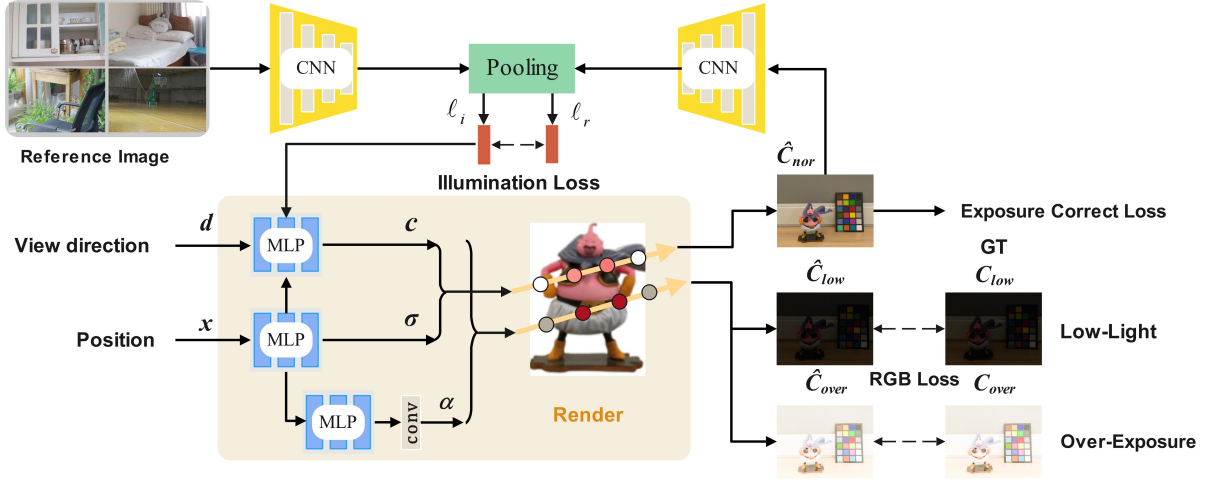 CNN
Pooling
CNN
ℓ_i
ℓ_r
Reference Image
Illumination Loss
Ĉ_nor
View direction
d
MLP
c
Exposure Correct Loss
GT
Ĉ_low
C_low
Position
x
MLP
σ
Low-Light
Ĉ_over
RGB Loss
C_over
MLP
conv
α
Render
Over-Exposure